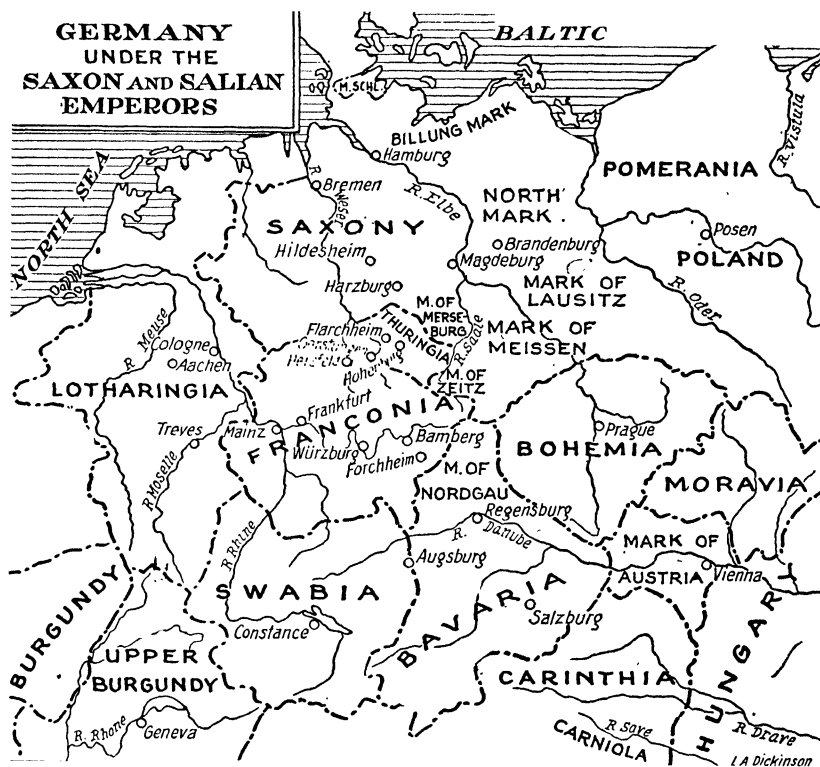 GERMANY
UNDER THE
SAXON AND SALIAN
EMPERORS
BALTIC
M. SCHL.
BILLUNG MARK
Hamburg
R. Vistula
POMERANIA
NORTH SEA
R. Weser
Bremen
R. Elbe
NORTH
MARK
SAXONY
Brandenburg
Posen
Hildesheim
Magdeburg
POLAND
MARK OF
LAUSITZ
R. Oder
Harzburg
M. OF
MERSE-
BURG
R. Meuse
Flarchheim
THURINGIA
R. Saale
MARK OF
MEISSEN
Cologne
Aachen
M. OF
ZEITZ
LOTHARINGIA
Frankfurt
FRANCONIA
Treves
Mainz
Bamberg
Prague
Würzburg
BOHEMIA
Forchheim
M. OF
NORDGAU
MORAVIA
R. Moselle
Regensburg
R. Rhine
R. Danube
MARK OF
AUSTRIA
Augsburg
Vienna
BURGUNDY
SWABIA
BAVARIA
Salzburg
Constance
HUNGARY
UPPER
BURGUNDY
CARINTHIA
R. Rhone
Geneva
R. Save
R. Drave
CARNIOLA
L A Dickinson